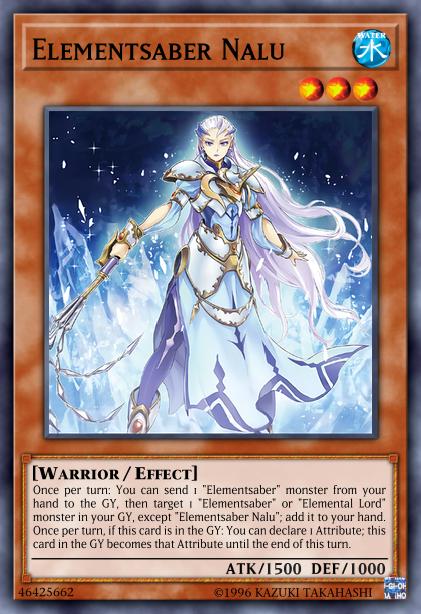 Elementsaber Nalu
WATER
水
[Warrior / Effect]
Once per turn: You can send 1 "Elementsaber" monster from your
hand to the GY, then target 1 "Elementsaber" or "Elemental Lord"
monster in your GY, except "Elementsaber Nalu"; add it to your hand.
Once per turn, if this card is in the GY: You can declare 1 Attribute; this
card in the GY becomes that Attribute until the end of this turn.
ATK/1500 DEF/1000
46425662
©1996 KAZUKI TAKAHASHI